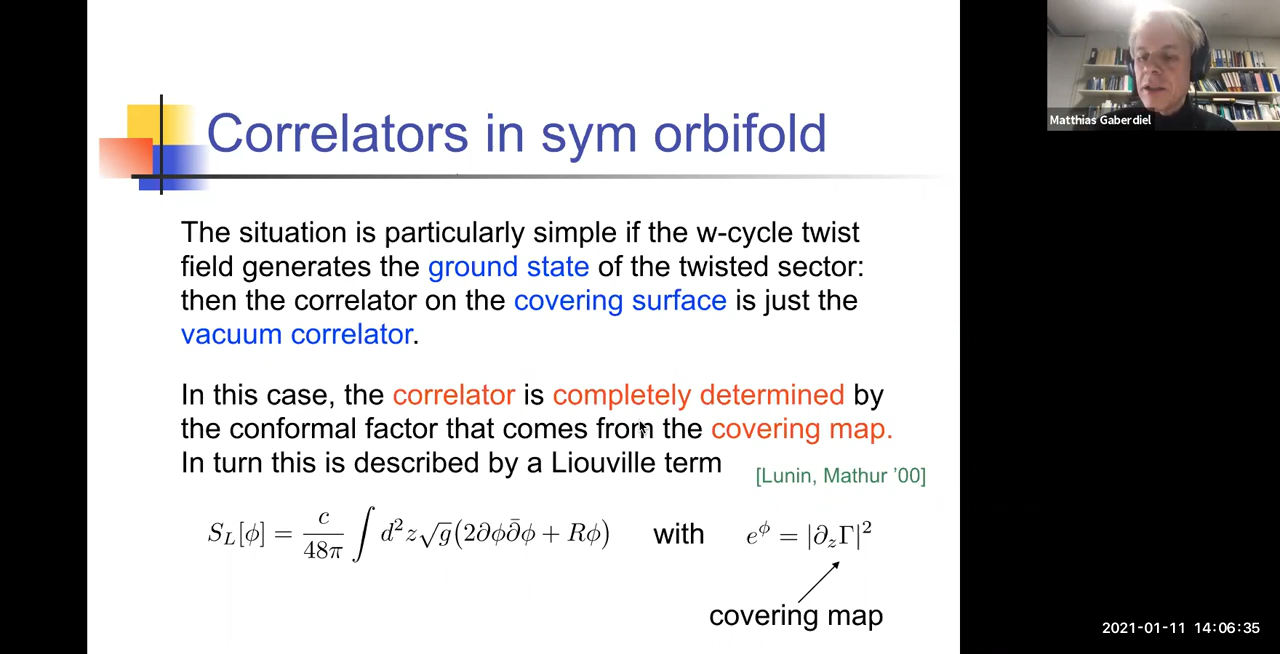 Correlators in sym orbifold
Matthias Gaberdiel
The situation is particularly simple if the w-cycle twist
field generates the ground state of the twisted sector:
then the correlator on the covering surface is just the
vacuum correlator.
In this case, the correlator is completely determined by
the conformal factor that comes from the covering map.
In turn this is described by a Liouville term
[Lunin, Mathur ’00]
S_L[ϕ] = c/48π ∫ d²z√g(2∂ϕ∂̄ϕ + Rϕ) with e^ϕ = |∂_zΓ|²
covering map
2021-01-11 14:06:35